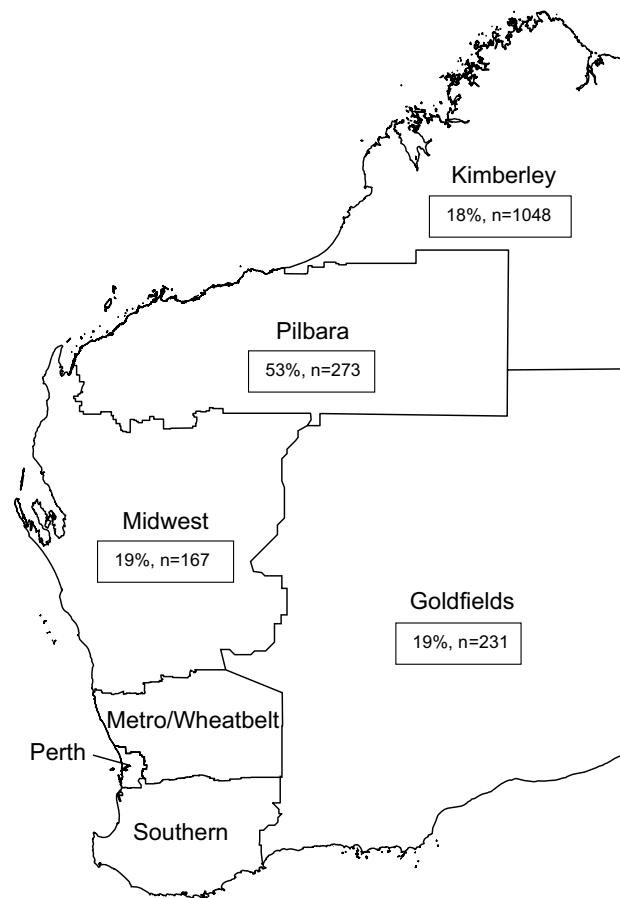 Kimberley
18%, n=1048
Pilbara
53%, n=273
Midwest
19%, n=167
Goldfields
19%, n=231
Metro/Wheatbelt
Perth
Southern